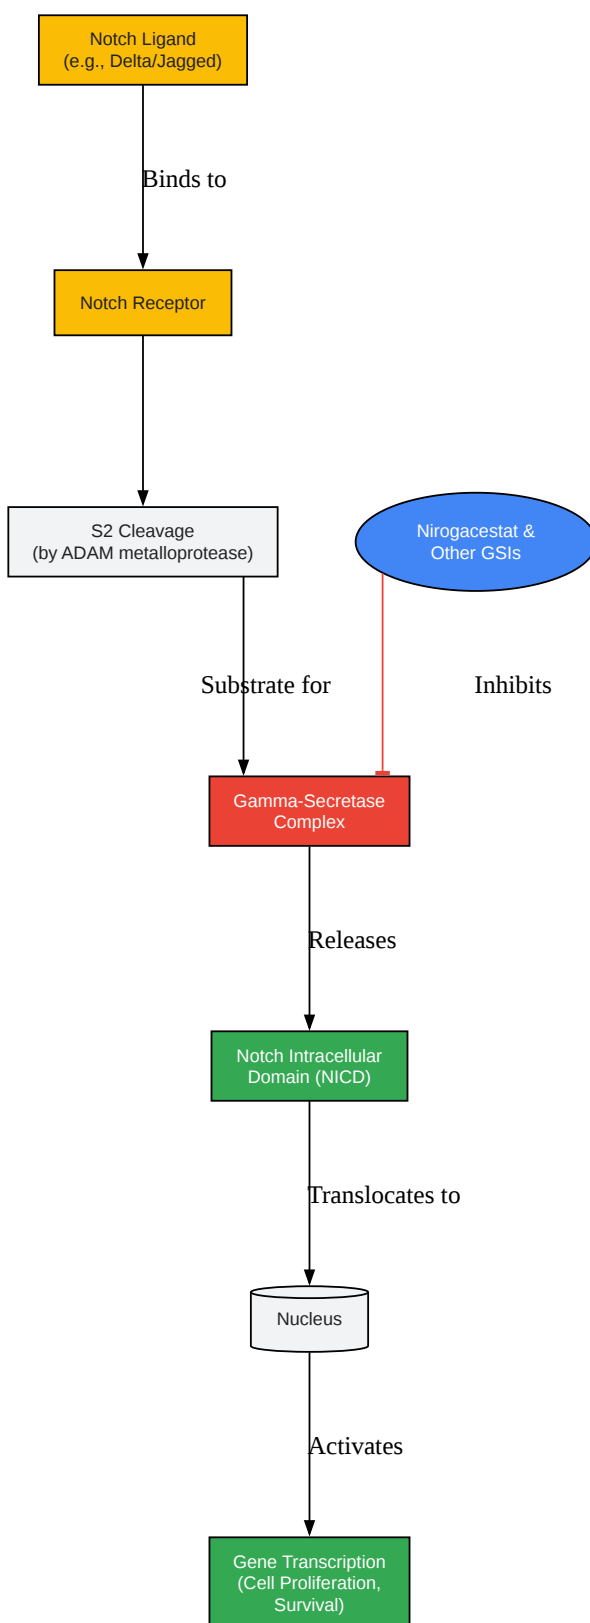 Notch Ligand
(e.g., Delta/Jagged)
Binds to
Notch Receptor
S2 Cleavage
(by ADAM metalloprotease)
Nirogacestat &
Other GSIs
Substrate for
Inhibits
Gamma-Secretase
Complex
Releases
Notch Intracellular
Domain (NICD)
Translocates to
Nucleus
Activates
Gene Transcription
(Cell Proliferation,
Survival)